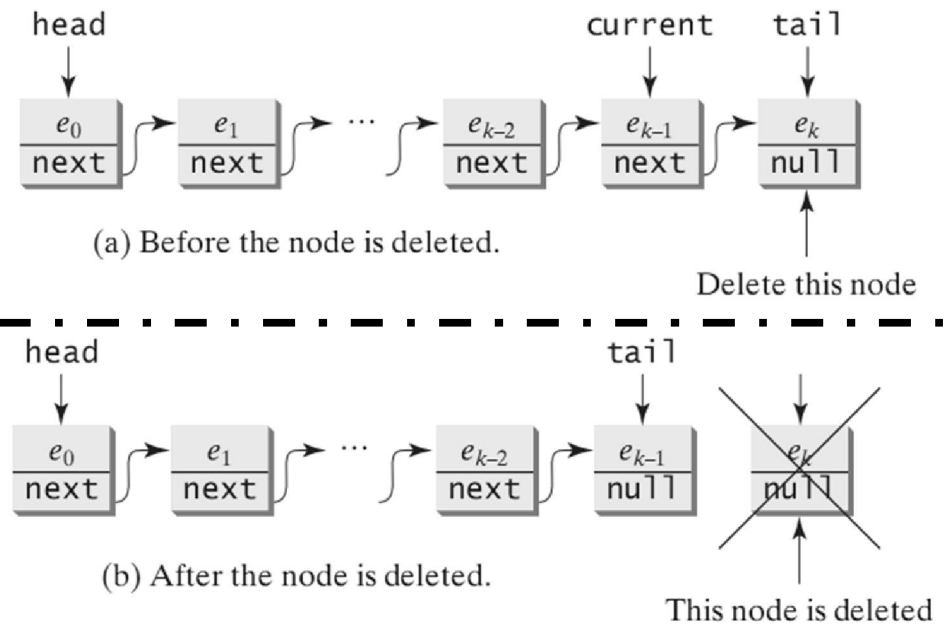 head current tail
e₀ e₁ ··· eₖ₋₂ eₖ₋₁ eₖ
next next next next null
(a) Before the node is deleted.
Delete this node
head tail
e₀ e₁ ··· eₖ₋₂ eₖ₋₁ eₖ
next next next null null
(b) After the node is deleted.
This node is deleted